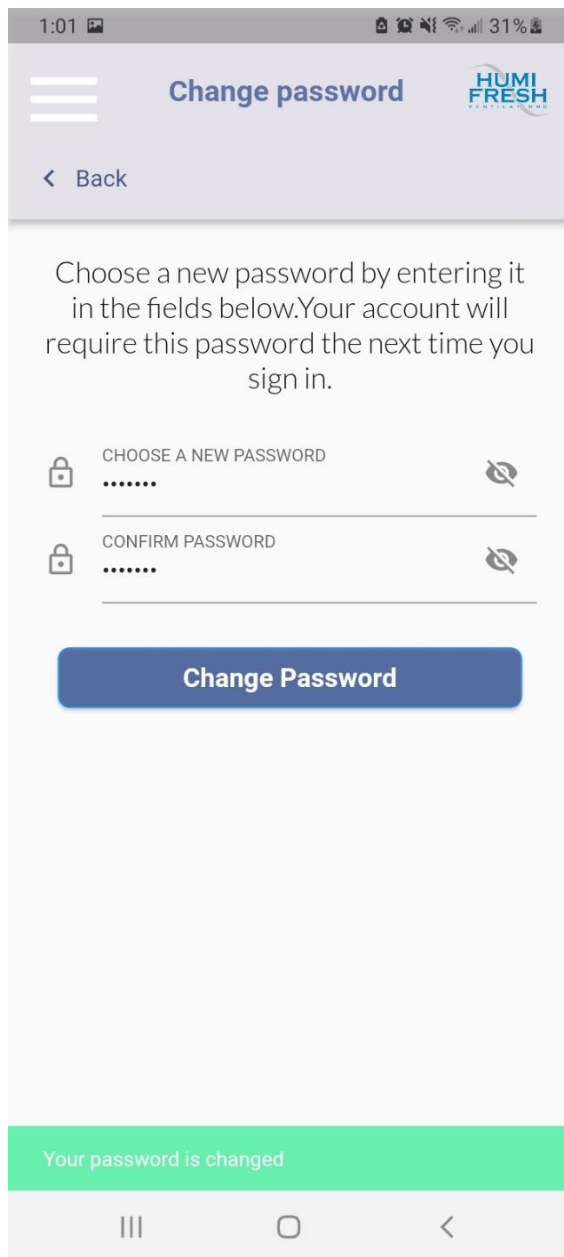 1:01 31%
Change password
HUMI
FRESH
VENTILATIONS
Back
Choose a new password by entering it
in the fields below.Your account will
require this password the next time you
sign in.
CHOOSE A NEW PASSWORD
•••••••
CONFIRM PASSWORD
•••••••
Change Password
Your password is changed